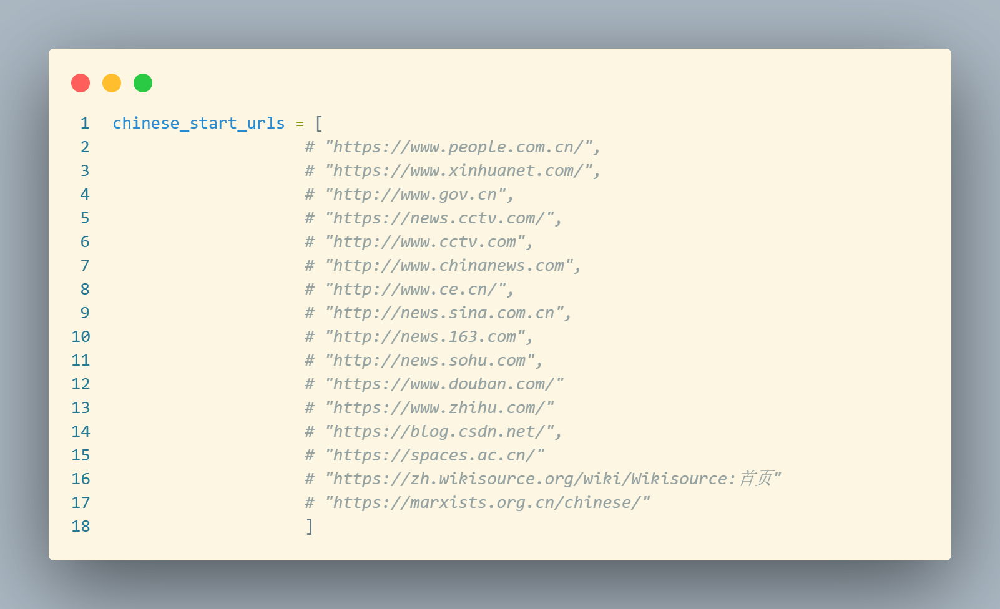 1 chinese_start_urls = [
2 # "https://www.people.com.cn/",
3 # "https://www.xinhuanet.com/",
4 # "http://www.gov.cn",
5 # "https://news.cctv.com/",
6 # "http://www.cctv.com",
7 # "http://www.chinanews.com",
8 # "http://www.ce.cn/",
9 # "http://news.sina.com.cn",
10 # "http://news.163.com",
11 # "http://news.sohu.com",
12 # "https://www.douban.com/"
13 # "https://www.zhihu.com/"
14 # "https://blog.csdn.net/",
15 # "https://spaces.ac.cn/"
16 # "https://zh.wikisource.org/wiki/Wikisource:首页"
17 # "https://marxists.org.cn/chinese/"
18 ]